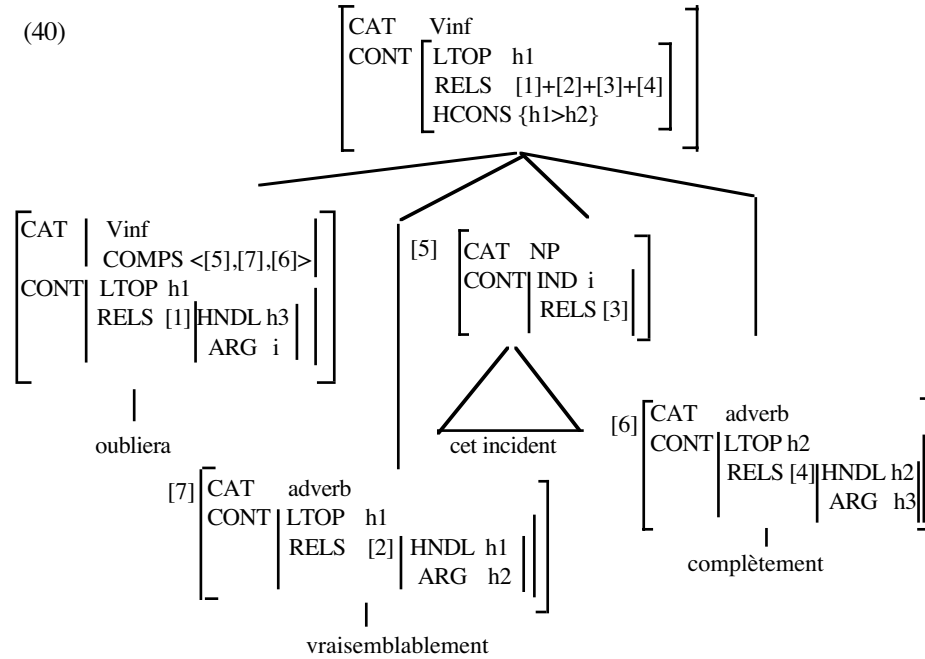 (40)
CAT Vinf
CONT LTOP h1
RELS [1]+[2]+[3]+[4]
HCONS {h1>h2}
CAT Vinf
COMPS <[5],[7],[6]>
CONT LTOP h1
RELS [1] HNDL h3
ARG i
oubliera
[5] CAT NP
CONT IND i
RELS [3]
cet incident
[7] CAT adverb
CONT LTOP h1
RELS [2] HNDL h1
ARG h2
vraisemblablement
[6] CAT adverb
CONT LTOP h2
RELS [4] HNDL h2
ARG h3
complètement